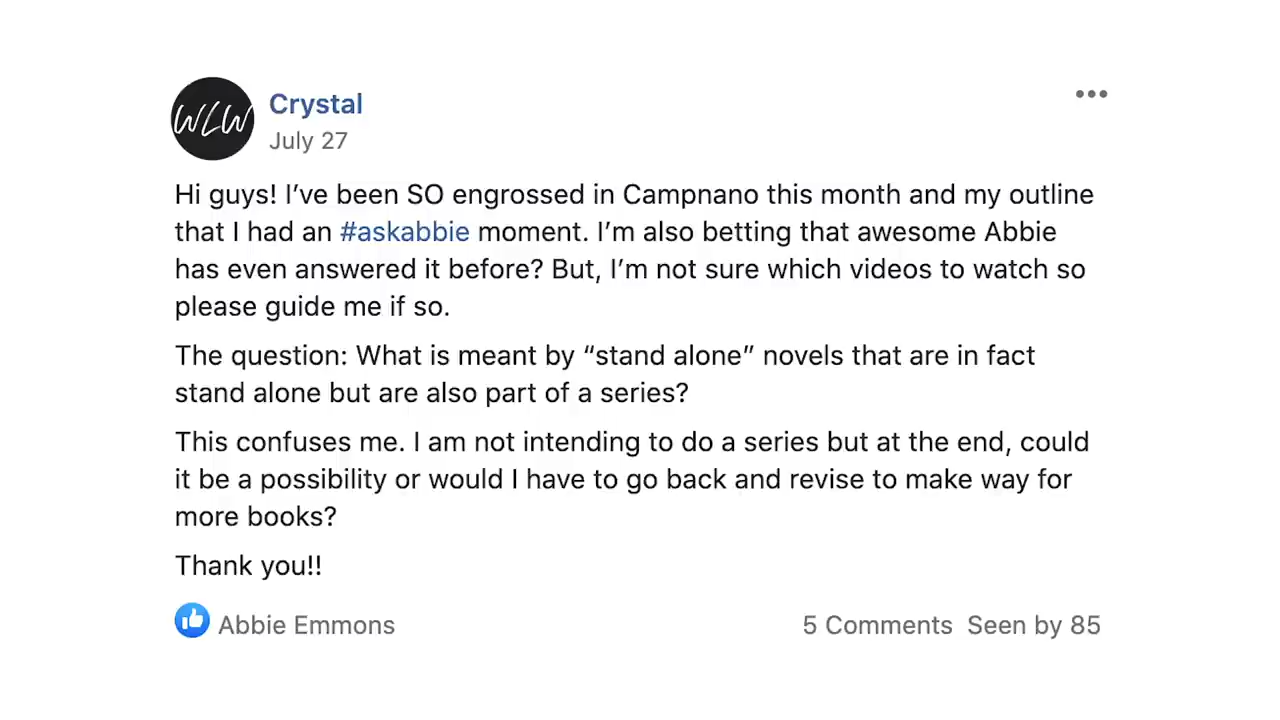 WLW
Crystal
•••
July 27
Hi guys! I’ve been SO engrossed in Campnano this month and my outline
that I had an #askabbie moment. I’m also betting that awesome Abbie
has even answered it before? But, I’m not sure which videos to watch so
please guide me if so.
The question: What is meant by “stand alone” novels that are in fact
stand alone but are also part of a series?
This confuses me. I am not intending to do a series but at the end, could
it be a possibility or would I have to go back and revise to make way for
more books?
Thank you!!
Abbie Emmons
5 Comments Seen by 85